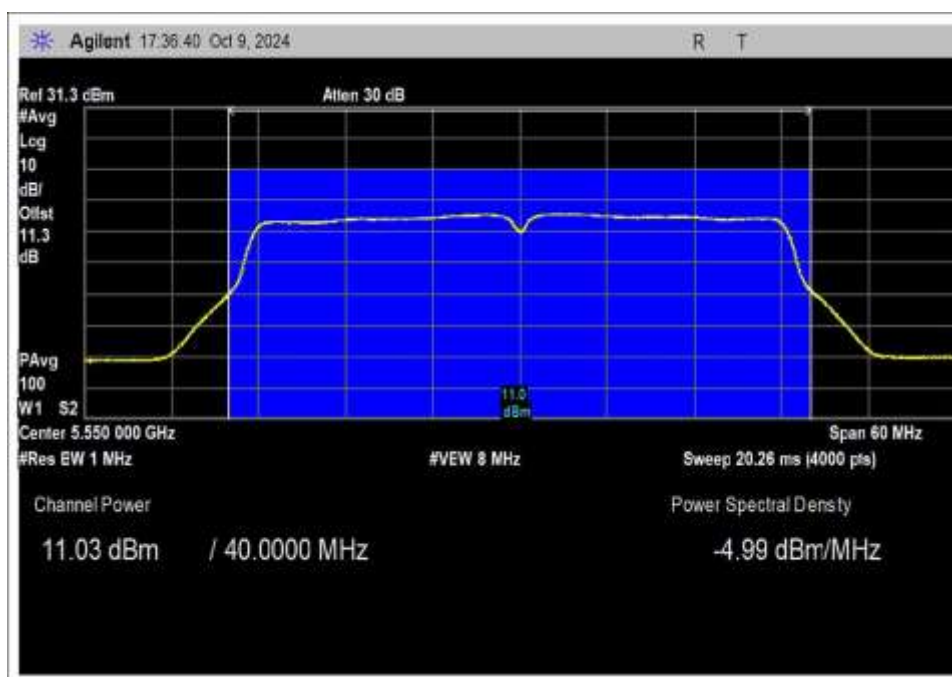 Agilent 17:36:40 Oct 9, 2024 R T
Ref 31.3 dBm Atten 30 dB
#Avg
Log
10
dB/
Offst
11.3
dB
PAvg
100
W1 S2
11.0
dBm
Center 5.550 000 GHz Span 60 MHz
#Res BW 1 MHz #VBW 8 MHz Sweep 20.26 ms (4000 pts)
Channel Power Power Spectral Density
11.03 dBm / 40.0000 MHz -4.99 dBm/MHz